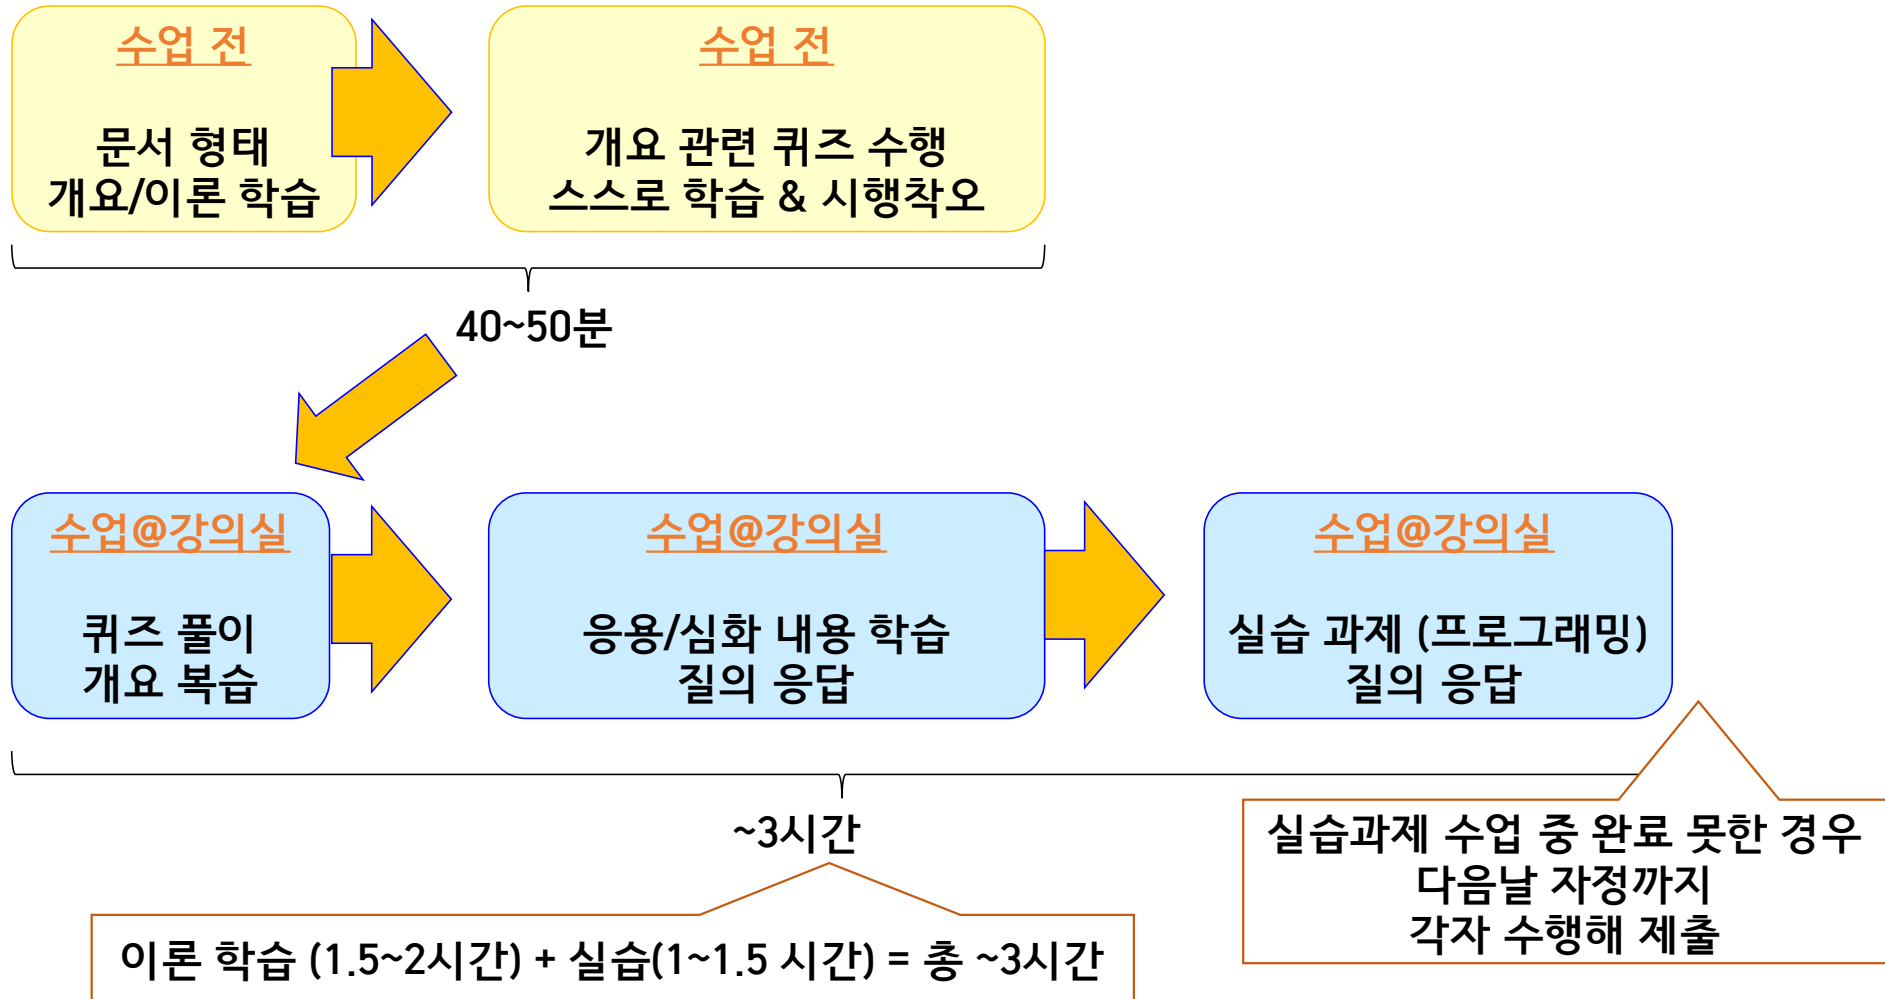 수업 전
문서 형태
개요/이론 학습
수업 전
개요 관련 퀴즈 수행
스스로 학습 & 시행착오
40~50분
수업@강의실
퀴즈 풀이
개요 복습
수업@강의실
응용/심화 내용 학습
질의 응답
수업@강의실
실습 과제 (프로그래밍)
질의 응답
~3시간
실습과제 수업 중 완료 못한 경우
다음날 자정까지
각자 수행해 제출
이론 학습 (1.5~2시간) + 실습(1~1.5 시간) = 총 ~3시간